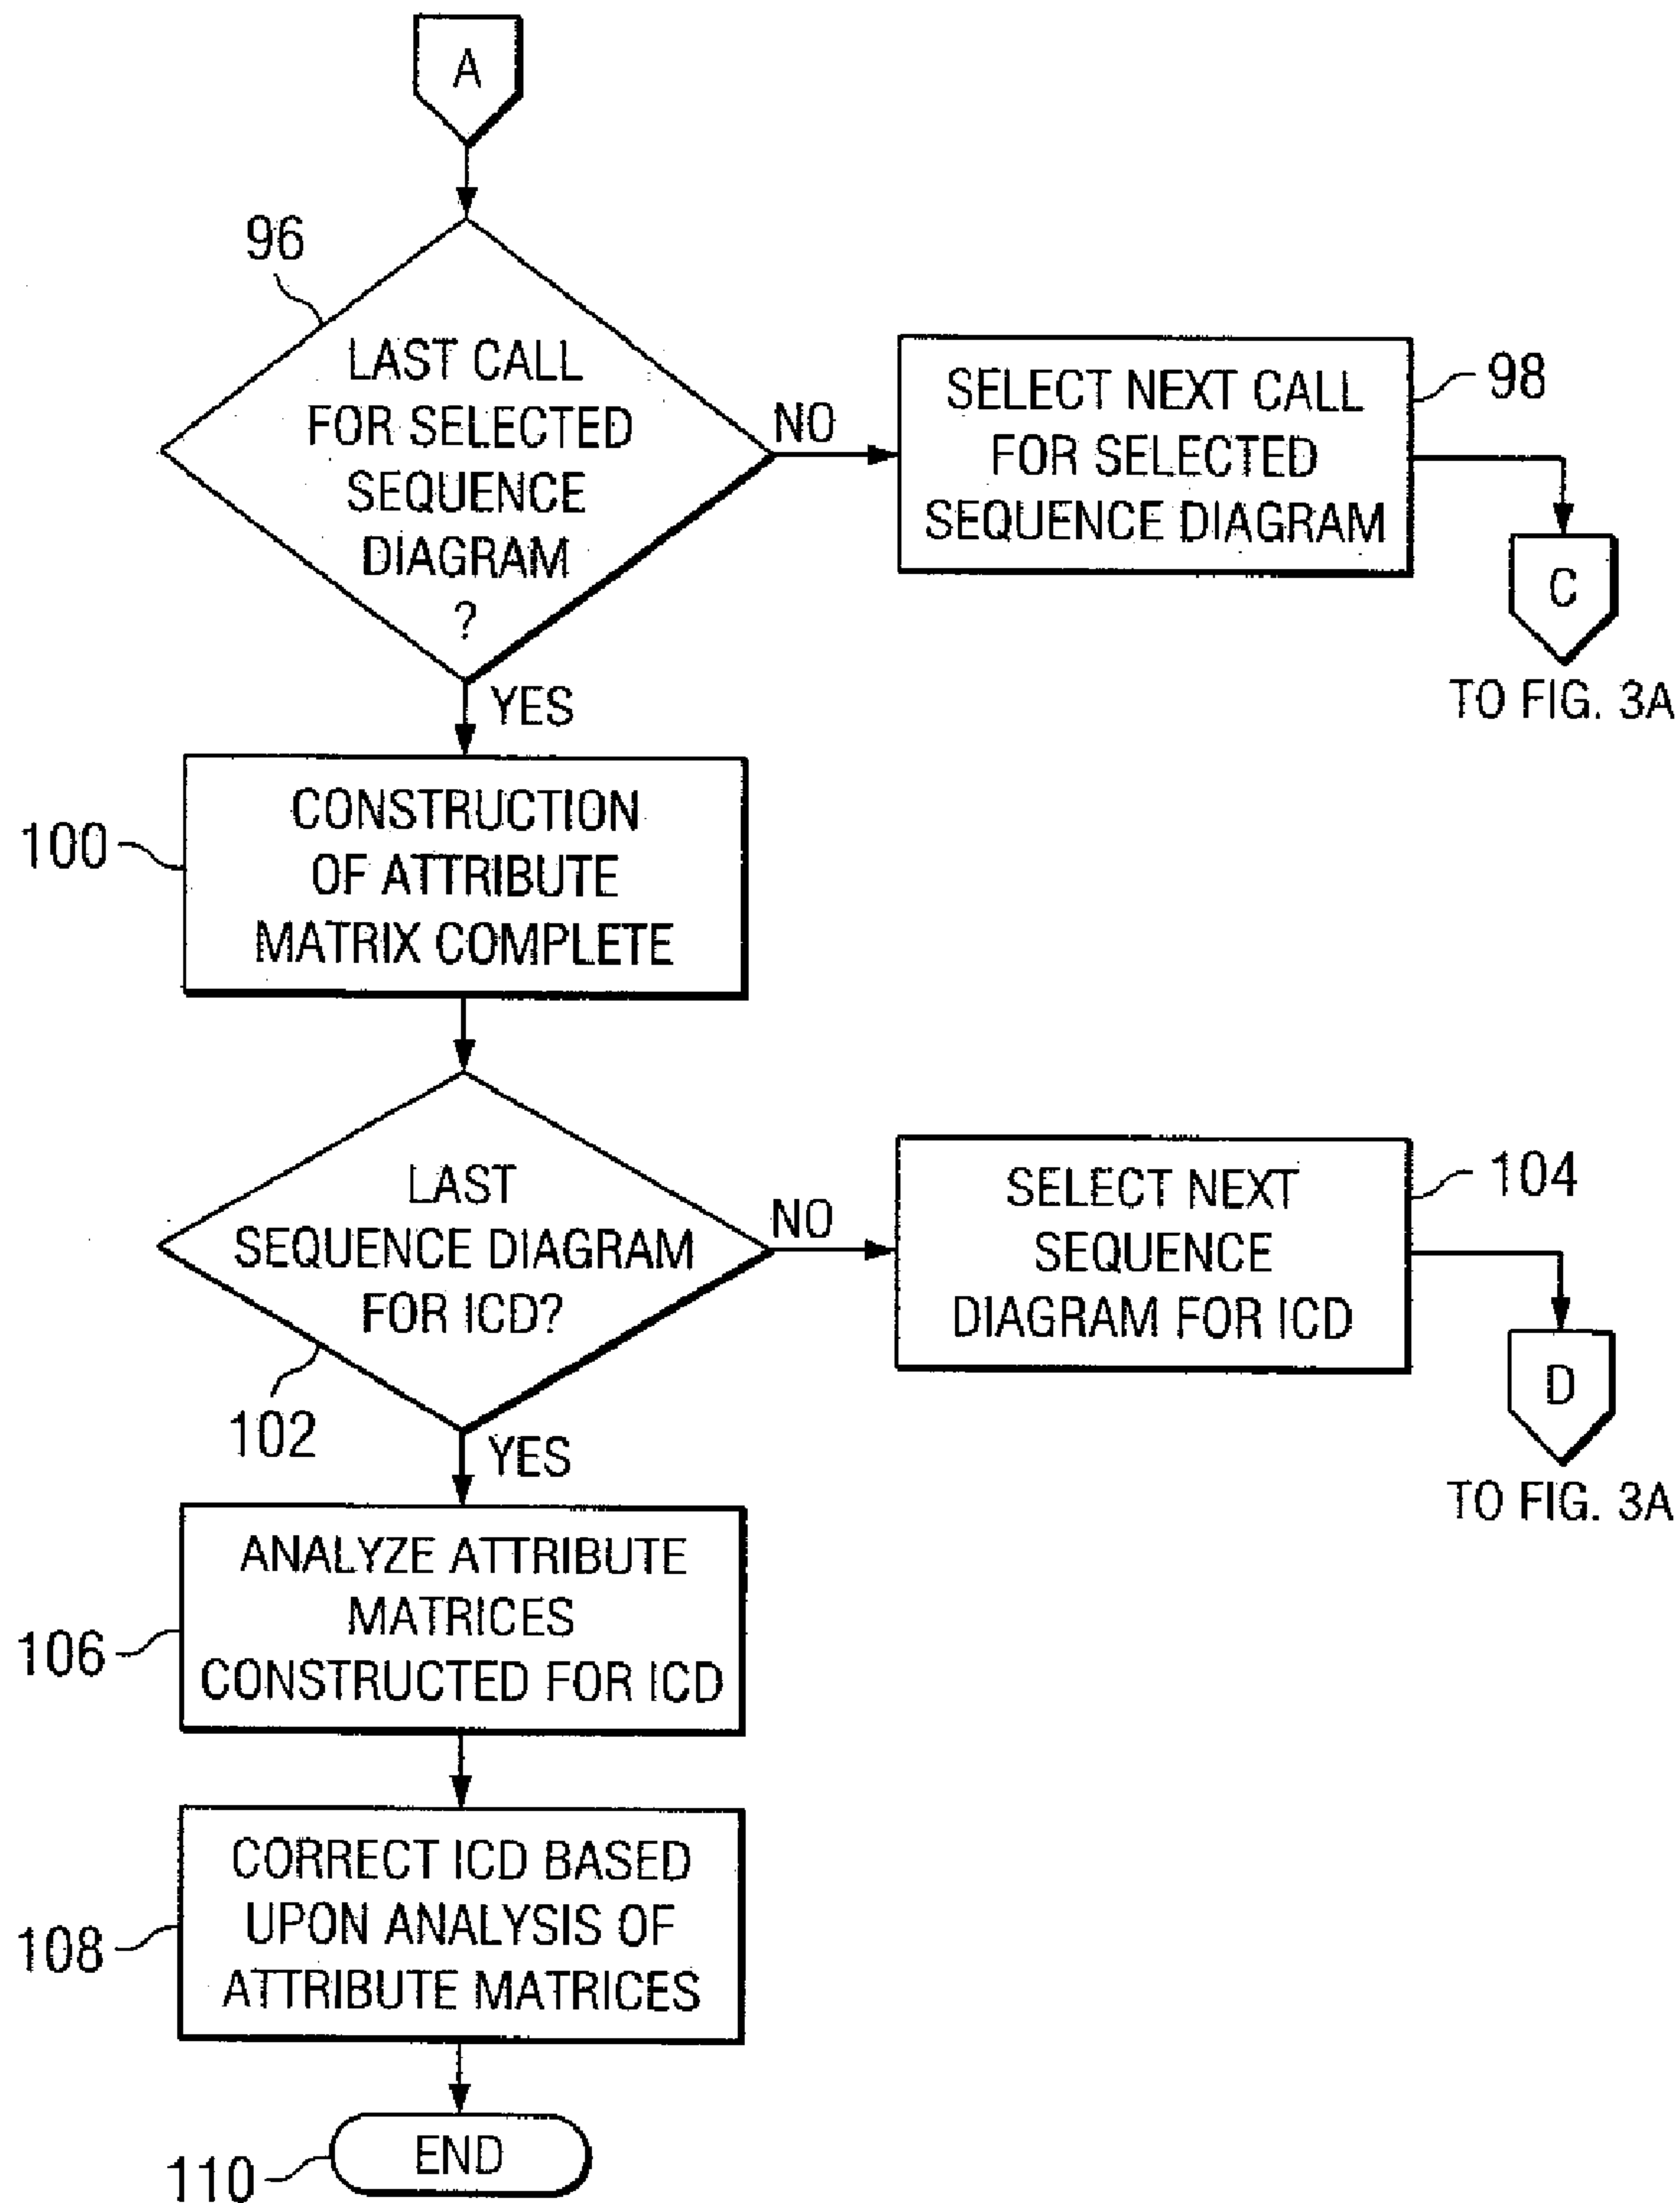 A
96
LAST CALL
FOR SELECTED
SEQUENCE
DIAGRAM
?
NO
SELECT NEXT CALL
FOR SELECTED
SEQUENCE DIAGRAM
98
C
TO FIG. 3A
YES
100
CONSTRUCTION
OF ATTRIBUTE
MATRIX COMPLETE
LAST
SEQUENCE DIAGRAM
FOR ICD?
102
NO
SELECT NEXT
SEQUENCE
DIAGRAM FOR ICD
104
D
TO FIG. 3A
YES
106
ANALYZE ATTRIBUTE
MATRICES
CONSTRUCTED FOR ICD
108
CORRECT ICD BASED
UPON ANALYSIS OF
ATTRIBUTE MATRICES
110
END